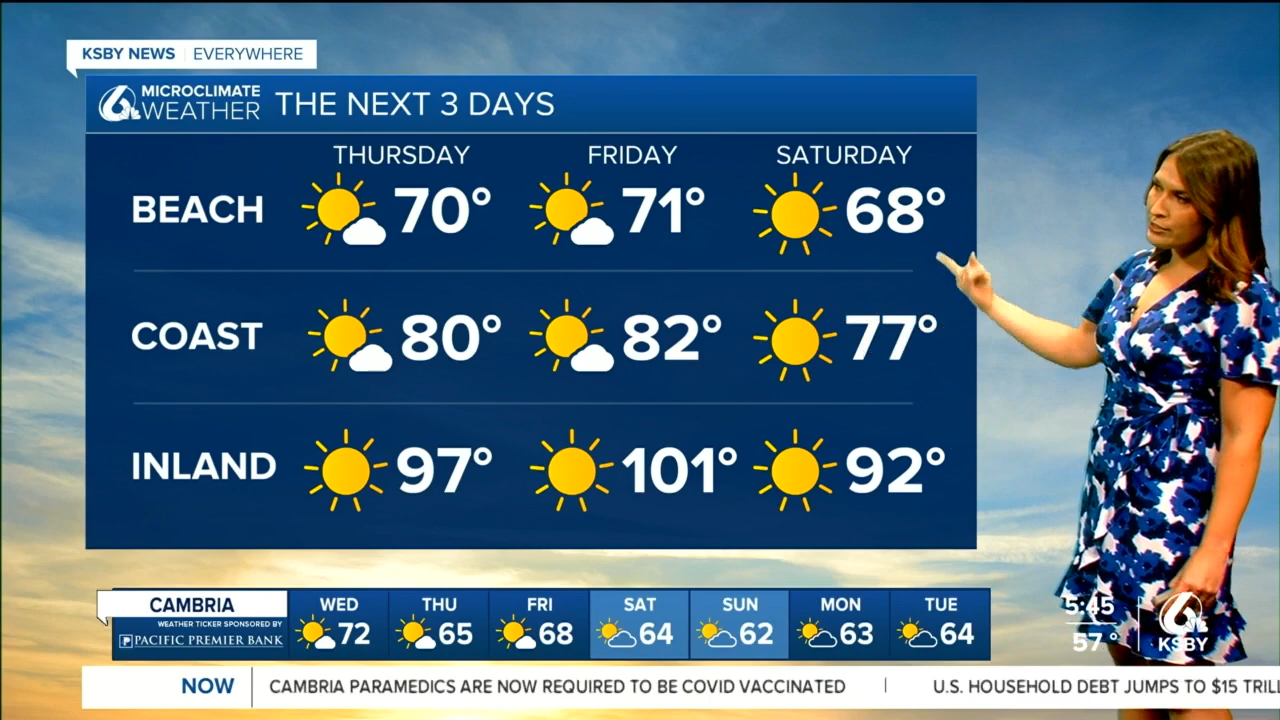 KSBY NEWS | EVERYWHERE
6 MICROCLIMATE WEATHER THE NEXT 3 DAYS
THURSDAY FRIDAY SATURDAY
BEACH 70° 71° 68°
COAST 80° 82° 77°
INLAND 97° 101° 92°
CAMBRIA WED THU FRI SAT SUN MON TUE
WEATHER TICKER SPONSORED BY
PACIFIC PREMIER BANK 72 65 68 64 62 63 64
5:45
57°
6 KSBY
NOW CAMBRIA PARAMEDICS ARE NOW REQUIRED TO BE COVID VACCINATED | U.S. HOUSEHOLD DEBT JUMPS TO $15 TRILL